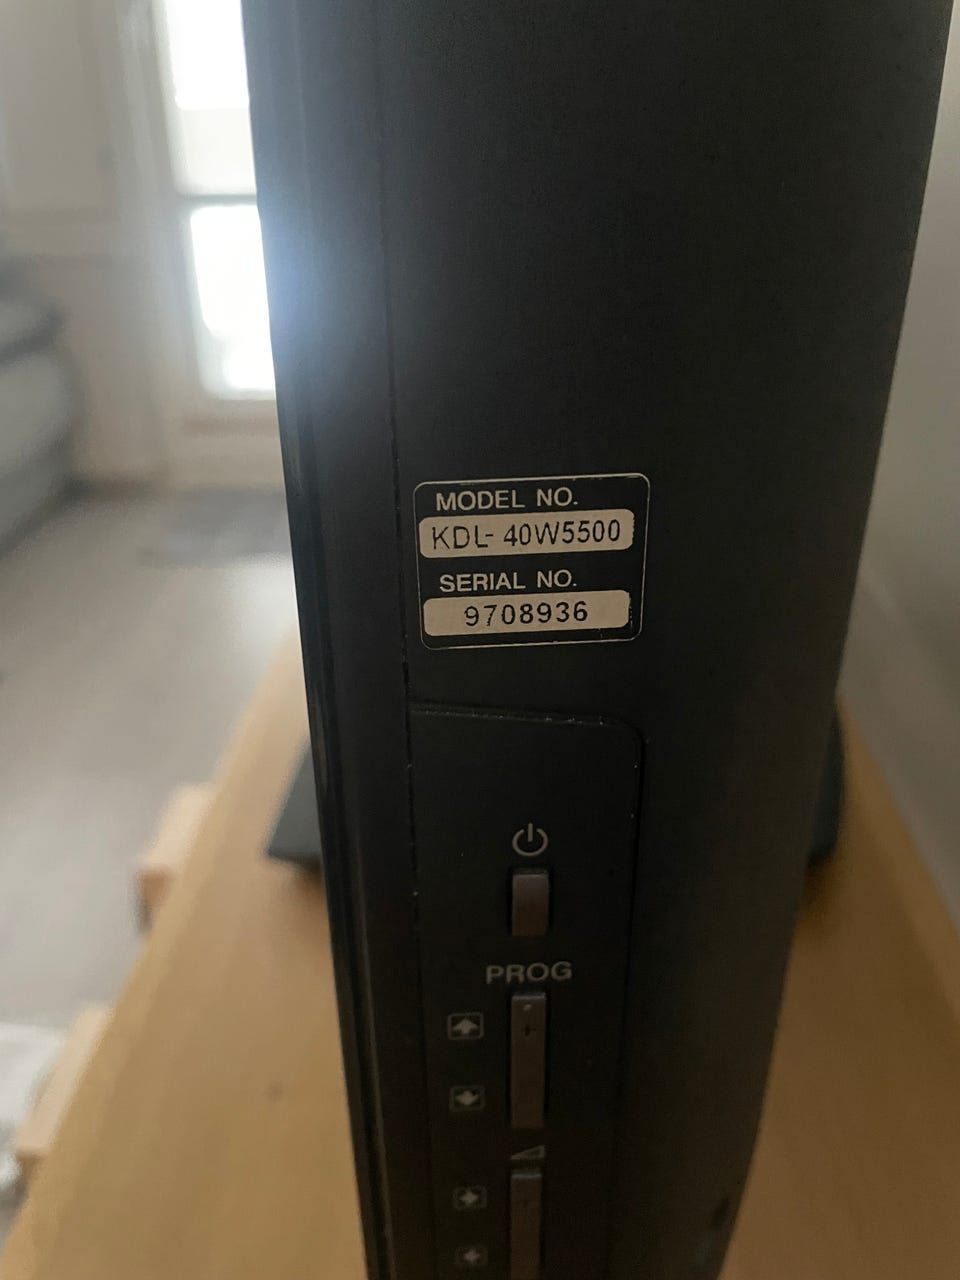 MODEL NO.
KDL- 40W5500
SERIAL NO.
9708936
PROG
+